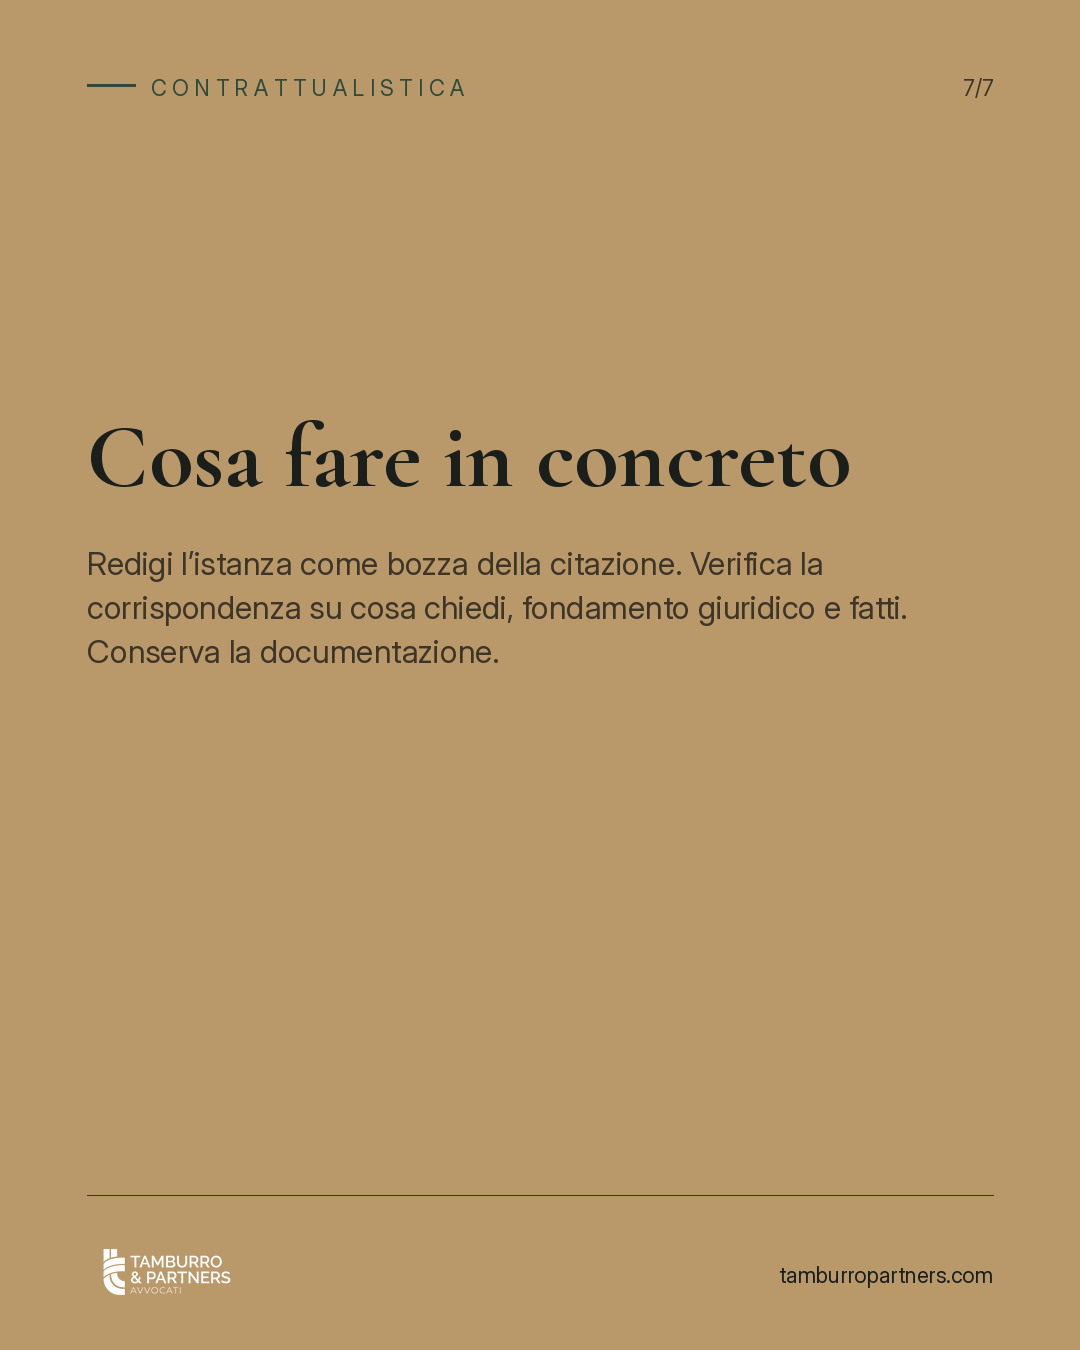 CONTRATTUALISTICA
7/7
Cosa fare in concreto
Redigi l’istanza come bozza della citazione. Verifica la
corrispondenza su cosa chiedi, fondamento giuridico e fatti.
Conserva la documentazione.
TAMBURRO
& PARTNERS
AVVOCATI
tamburropartners.com